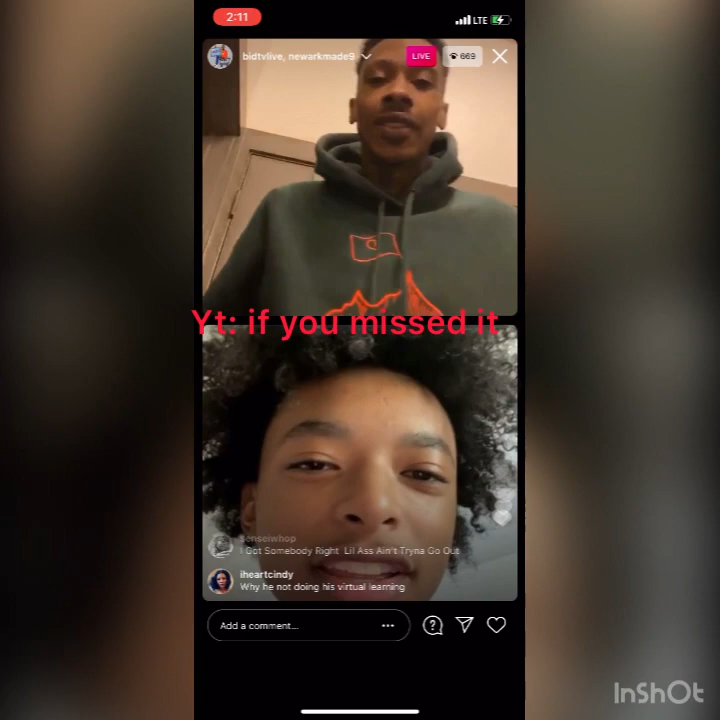 2:11
LTE
bidtvlive, newarkmade9
LIVE
669
Yt: if you missed it
senseiwhop
I Got Somebody Right Lil Ass Ain't Tryna Go Out
iheartcindy
Why he not doing his virtual learning
Add a comment...
InShOt